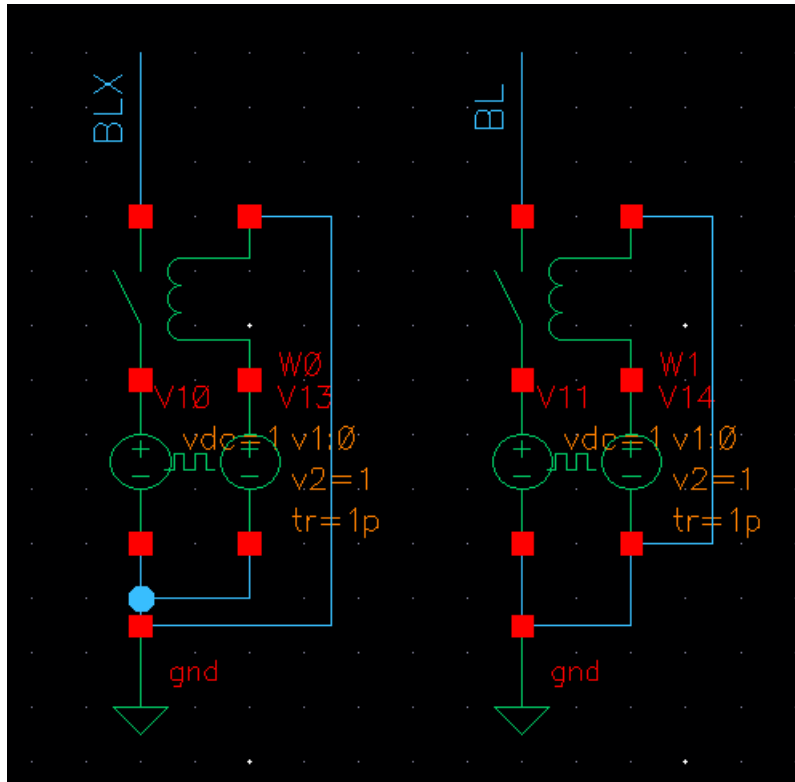 BLX
BL
W0
V10
V13
vdc=1
v1:0
v2=1
tr=1p
gnd
W1
V11
V14
vdc=1
v1:0
v2=1
tr=1p
gnd